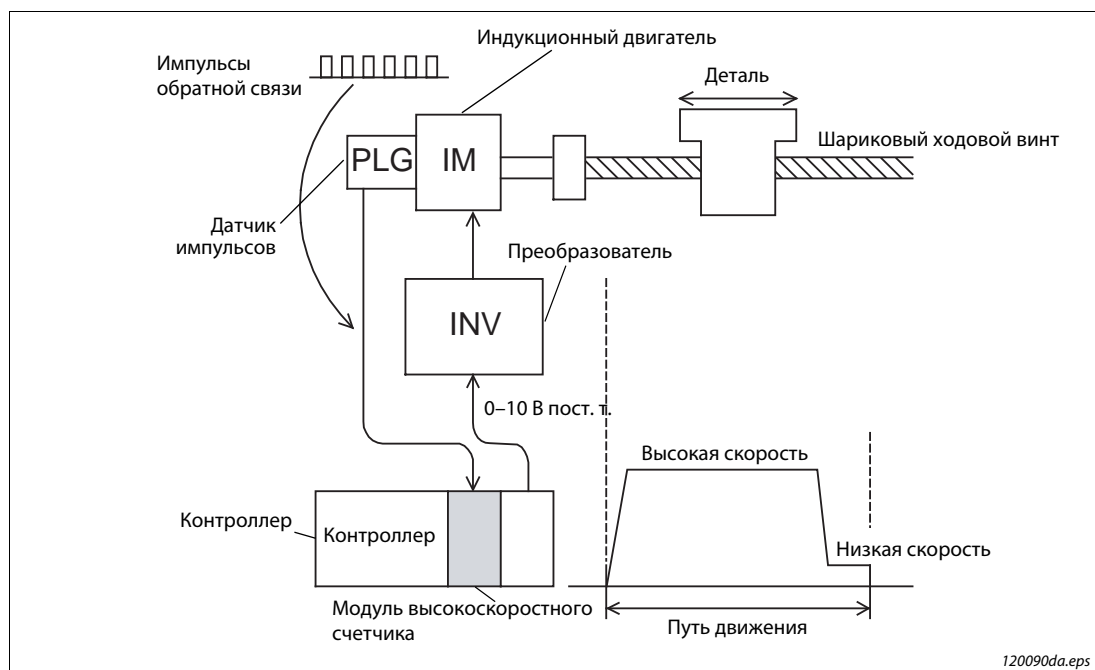 Индукционный двигатель
Импульсы
обратной связи
Деталь
Шариковый ходовой винт
PLG
IM
Датчик
импульсов
Преобразователь
INV
0–10 В пост. т.
Высокая скорость
Контроллер
Контроллер
Низкая скорость
Модуль высокоскоростного
счетчика
Путь движения
120090da.eps